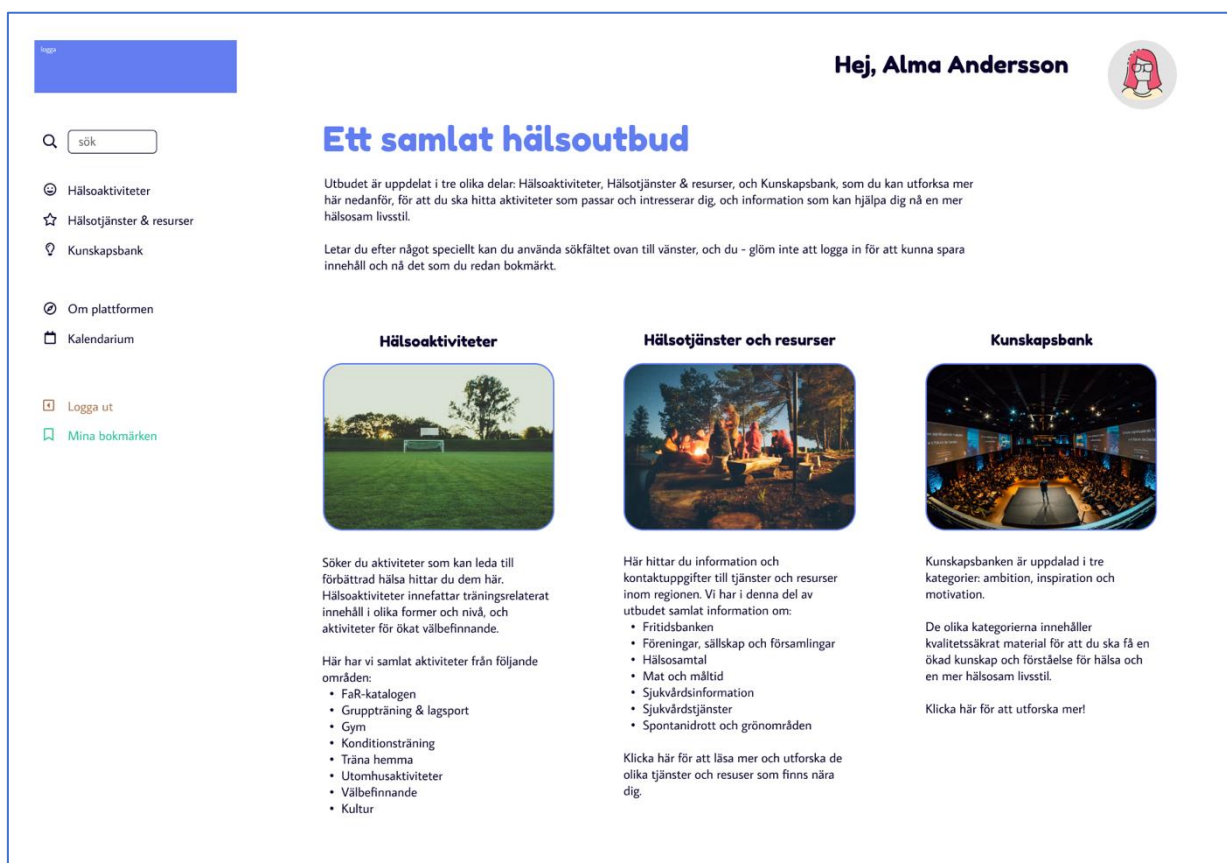 logga
Hej, Alma Andersson
sök
Hälsoaktiviteter
Hälsotjänster & resurser
Kunskapsbank
Om plattformen
Kalendarium
Logga ut
Mina bokmärken
Ett samlat hälsoutbud
Utbudet är uppdelat i tre olika delar: Hälsoaktiviteter, Hälsotjänster & resurser, och Kunskapsbank, som du kan utforksa mer
här nedanför, för att du ska hitta aktiviteter som passar och intresserar dig, och information som kan hjälpa dig nå en mer
hälsosam livsstil.
Letar du efter något speciellt kan du använda sökfältet ovan till vänster, och du - glöm inte att logga in för att kunna spara
innehåll och nå det som du redan bokmärkt.
Hälsoaktiviteter
Söker du aktiviteter som kan leda till
förbättrad hälsa hittar du dem här.
Hälsoaktiviteter innefattar träningsrelaterat
innehåll i olika former och nivå, och
aktiviteter för ökat välbefinnande.
Här har vi samlat aktiviteter från följande
områden:
• FaR-katalogen
• Gruppträning & lagsport
• Gym
• Konditionsträning
• Träna hemma
• Utomhusaktiviteter
• Välbefinnande
• Kultur
Hälsotjänster och resurser
Här hittar du information och
kontaktuppgifter till tjänster och resurser
inom regionen. Vi har i denna del av
utbudet samlat information om:
• Fritidsbanken
• Föreningar, sällskap och församlingar
• Hälsosamtal
• Mat och måltid
• Sjukvårdsinformation
• Sjukvårdstjänster
• Spontanidrott och grönområden
Klicka här för att läsa mer och utforska de
olika tjänster och resuser som finns nära
dig.
Kunskapsbank
Kunskapsbanken är uppdalad i tre
kategorier: ambition, inspiration och
motivation.
De olika kategorierna innehåller
kvalitetssäkrat material för att du ska få en
ökad kunskap och förståelse för hälsa och
en mer hälsosam livsstil.
Klicka här för att utforska mer!